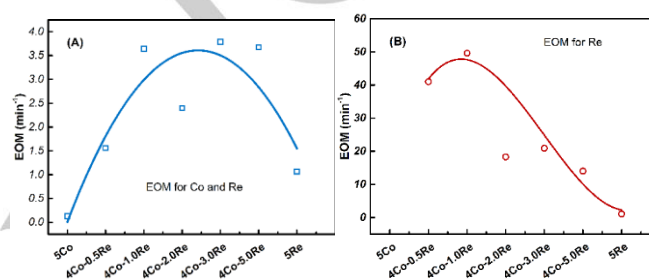 (A)
EOM (min-1)
4.0
3.5
3.0
2.5
2.0
1.5
1.0
0.5
0.0
EOM for Co and Re
5Co
4Co-0.5Re
4Co-1.0Re
4Co-2.0Re
4Co-3.0Re
4Co-5.0Re
5Re
(B)
EOM for Re
EOM (min-1)
60
50
40
30
20
10
0
5Co
4Co-0.5Re
4Co-1.0Re
4Co-2.0Re
4Co-3.0Re
4Co-5.0Re
5Re